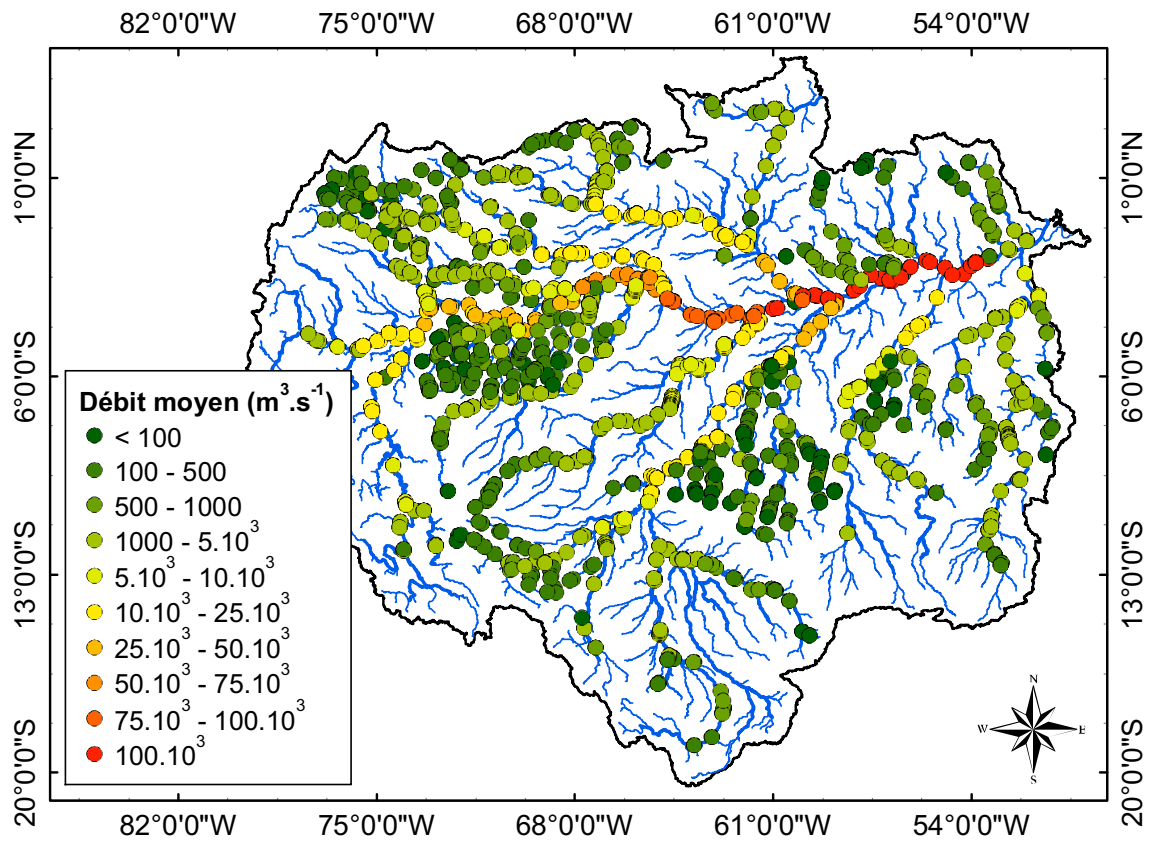 82°0'0"W 75°0'0"W 68°0'0"W 61°0'0"W 54°0'0"W
1°0'0"N 1°0'0"N
6°0'0"S 6°0'0"S
13°0'0"S 13°0'0"S
20°0'0"S 20°0'0"S
Débit moyen (m³.s⁻¹)
< 100
100 - 500
500 - 1000
1000 - 5.10³
5.10³ - 10.10³
10.10³ - 25.10³
25.10³ - 50.10³
50.10³ - 75.10³
75.10³ - 100.10³
100.10³
N
W E
S
82°0'0"W 75°0'0"W 68°0'0"W 61°0'0"W 54°0'0"W